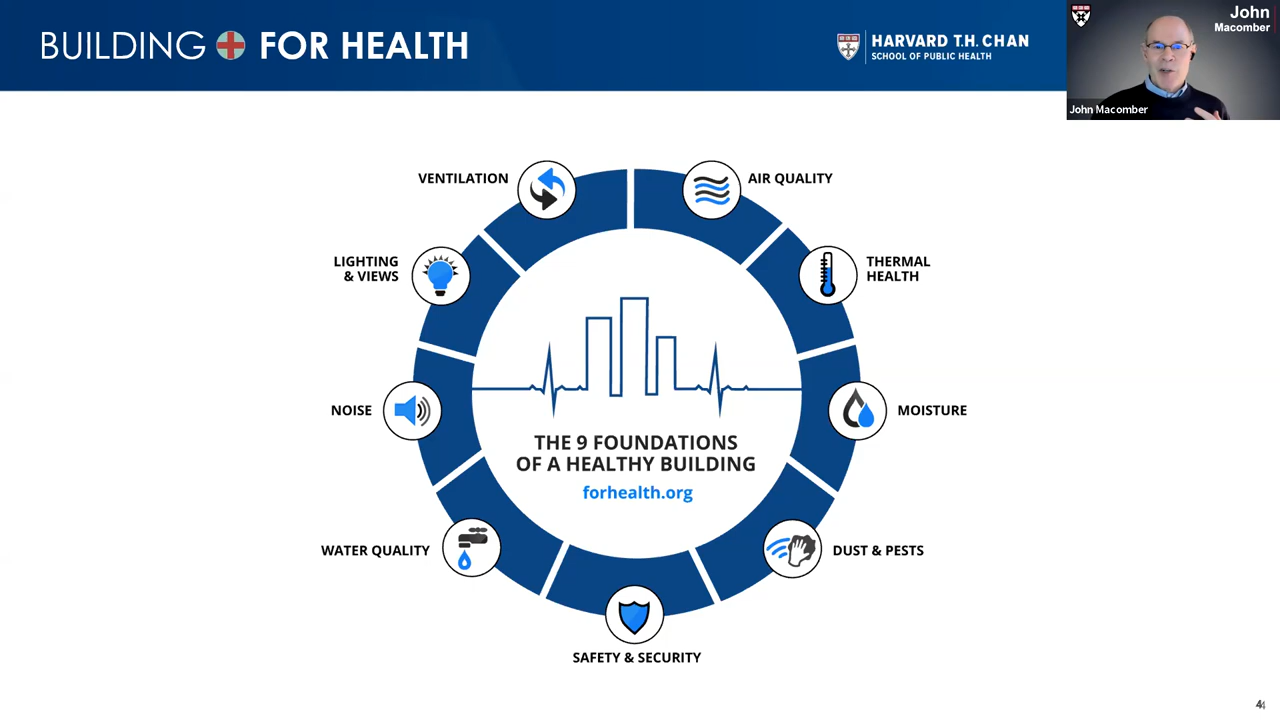 BUILDING FOR HEALTH
HARVARD T.H. CHAN
SCHOOL OF PUBLIC HEALTH
John
Macomber
John Macomber
VENTILATION
AIR QUALITY
LIGHTING
& VIEWS
THERMAL
HEALTH
NOISE
MOISTURE
THE 9 FOUNDATIONS
OF A HEALTHY BUILDING
forhealth.org
WATER QUALITY
DUST & PESTS
SAFETY & SECURITY